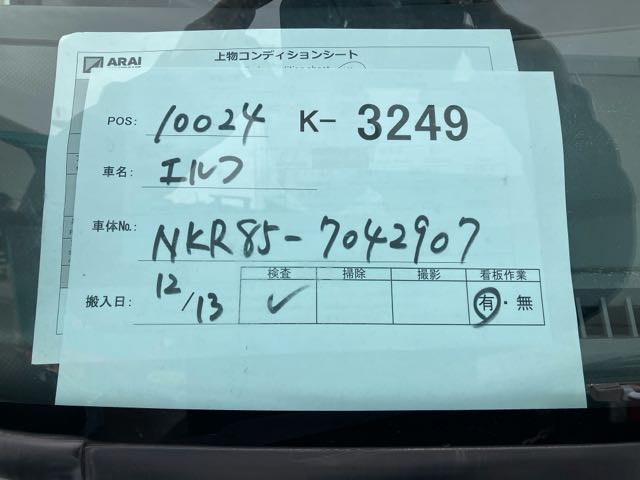 ARAI 上物コンディションシート
POS: 10024 K- 3249
車名: エルフ
車体No.: NKR85-7042907
検査 掃除 撮影 看板作業
搬入日: 12/13 ✓ 有・無